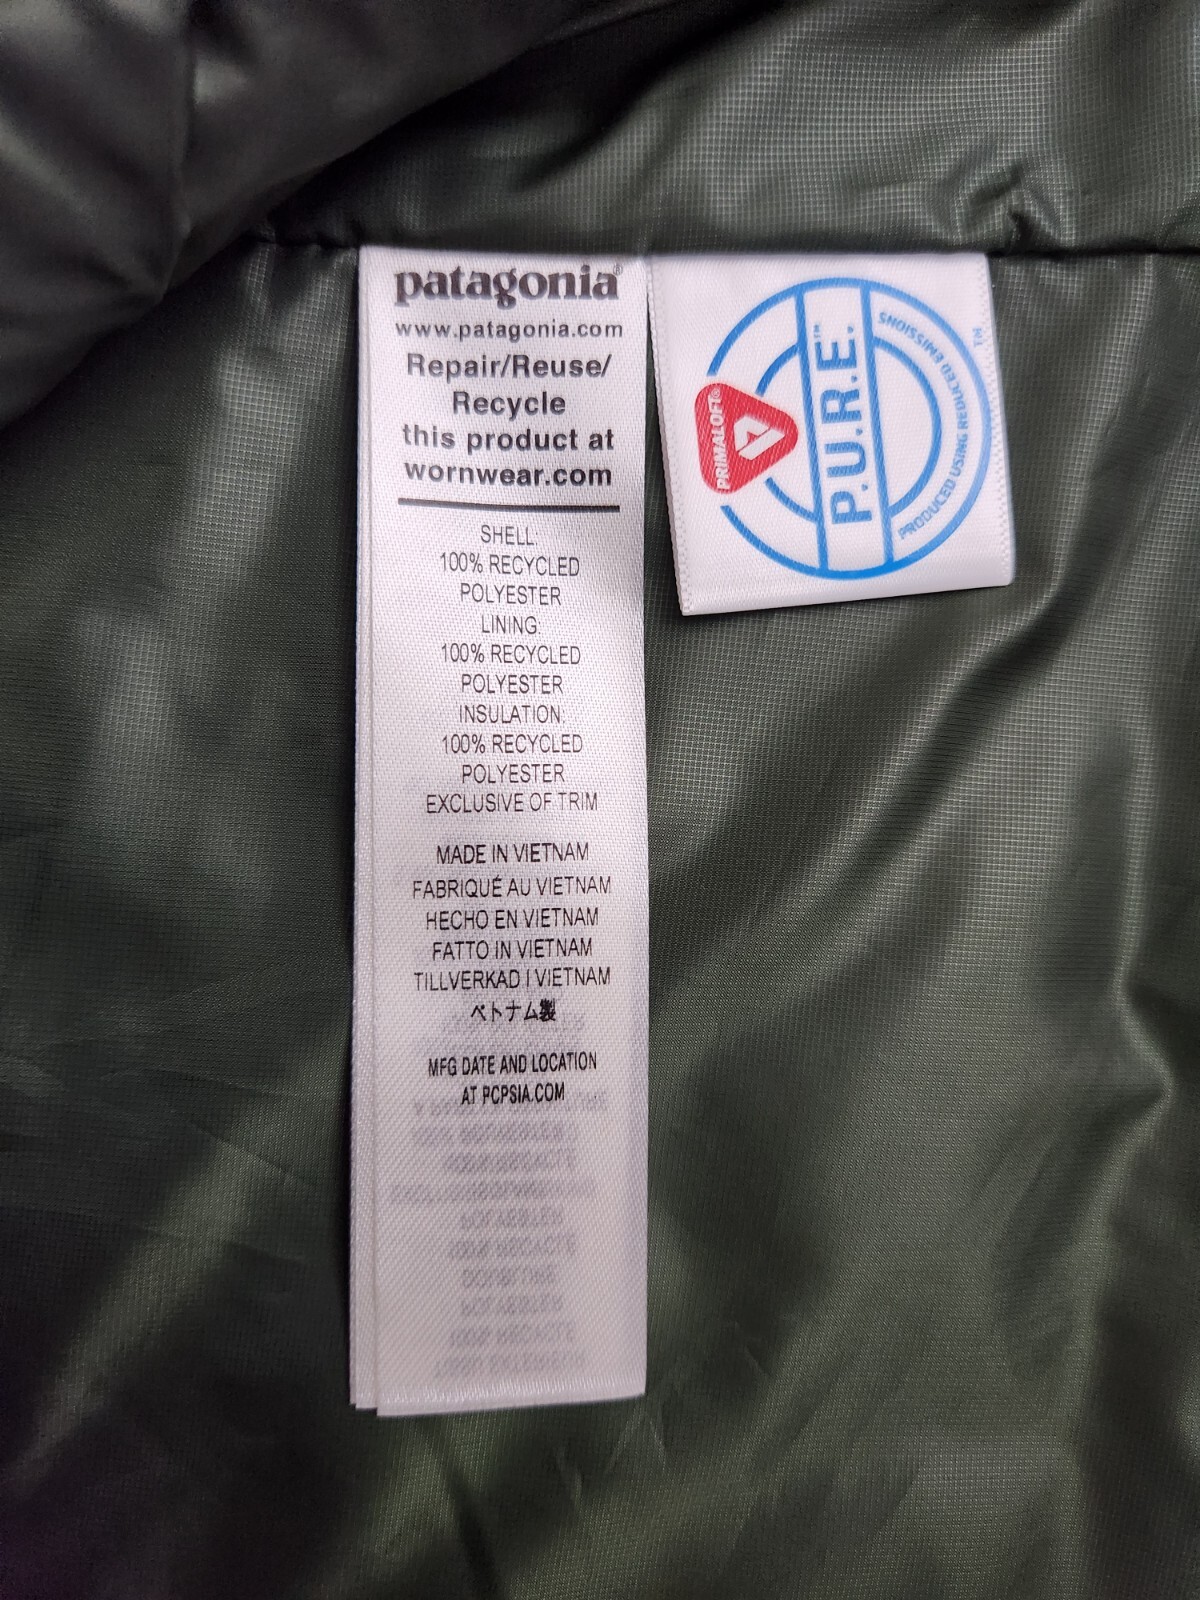 patagonia®
www.patagonia.com
Repair/Reuse/
Recycle
this product at
wornwear.com
SHELL:
100% RECYCLED
POLYESTER
LINING:
100% RECYCLED
POLYESTER
INSULATION:
100% RECYCLED
POLYESTER
EXCLUSIVE OF TRIM
MADE IN VIETNAM
FABRIQUÉ AU VIETNAM
HECHO EN VIETNAM
FATTO IN VIETNAM
TILLVERKAD I VIETNAM
ベトナム製
MFG DATE AND LOCATION
AT PCPSIA.COM
PRIMALOFT®
P.U.R.E.™
PRODUCED USING REDUCED EMISSIONS
™